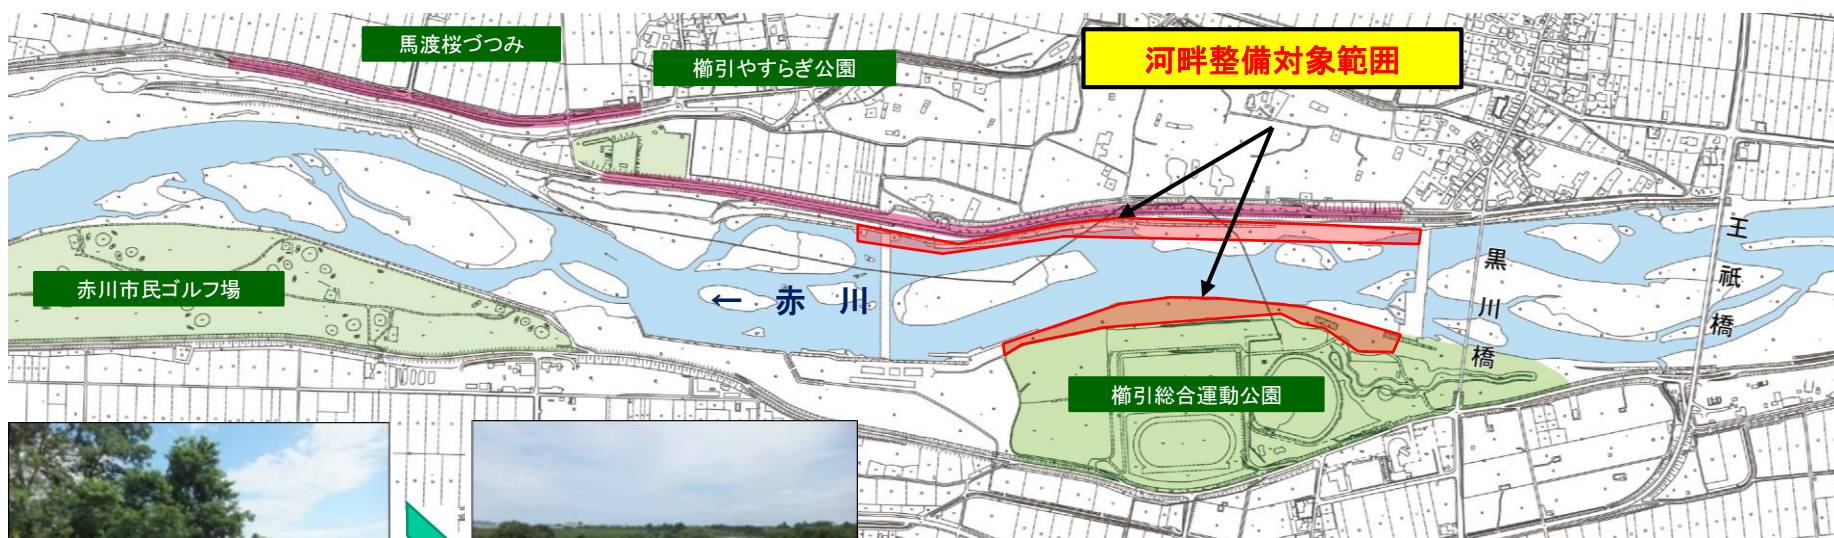 馬渡桜づつみ
櫛引やすらぎ公園
河畔整備対象範囲
赤川市民ゴルフ場
← 赤川
黒川橋
王祇橋
櫛引総合運動公園